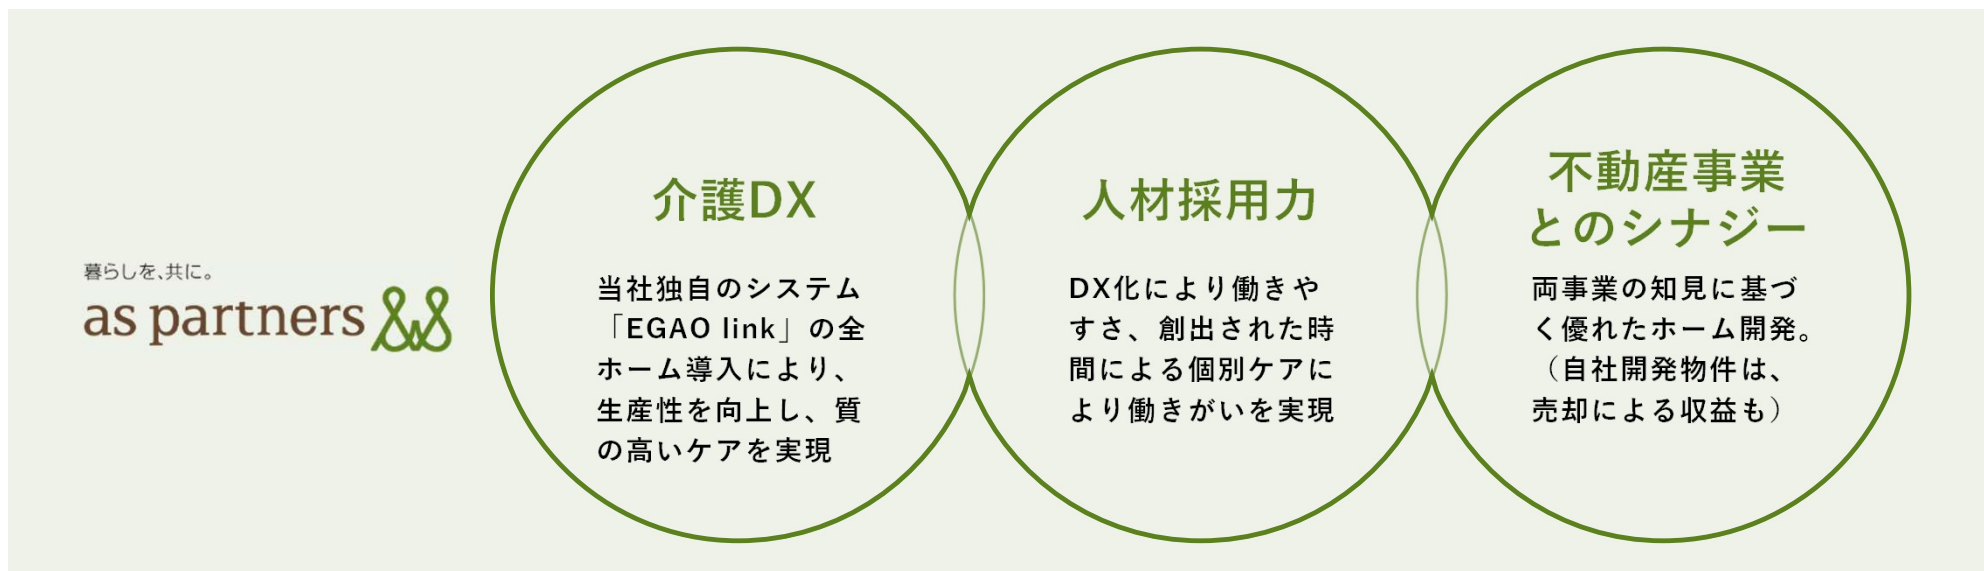 暮らしを、共に。
as partners
介護DX
当社独自のシステム
「EGAO link」の全
ホーム導入により、
生産性を向上し、質
の高いケアを実現
人材採用力
DX化により働きや
すさ、創出された時
間による個別ケアに
より働きがいを実現
不動産事業
とのシナジー
両事業の知見に基づ
く優れたホーム開発。
（自社開発物件は、
売却による収益も）